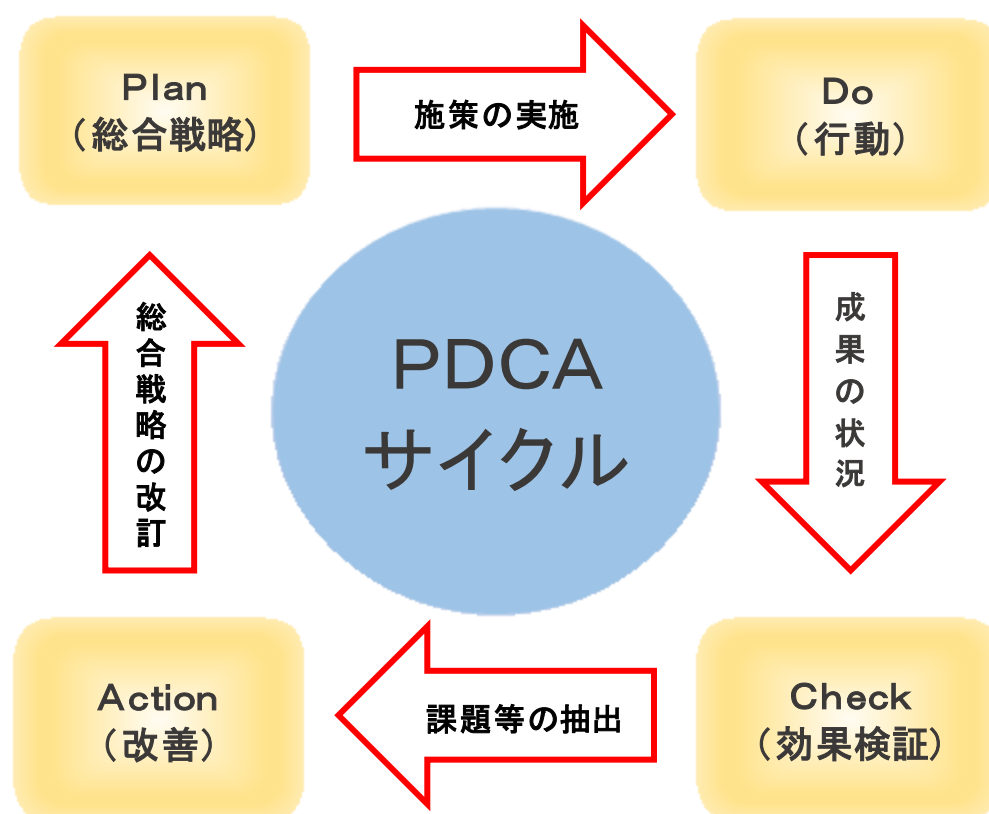 Plan
（総合戦略）
施策の実施
Do
（行動）
総合戦略の改訂
PDCA
サイクル
成果の状況
Action
（改善）
課題等の抽出
Check
（効果検証）